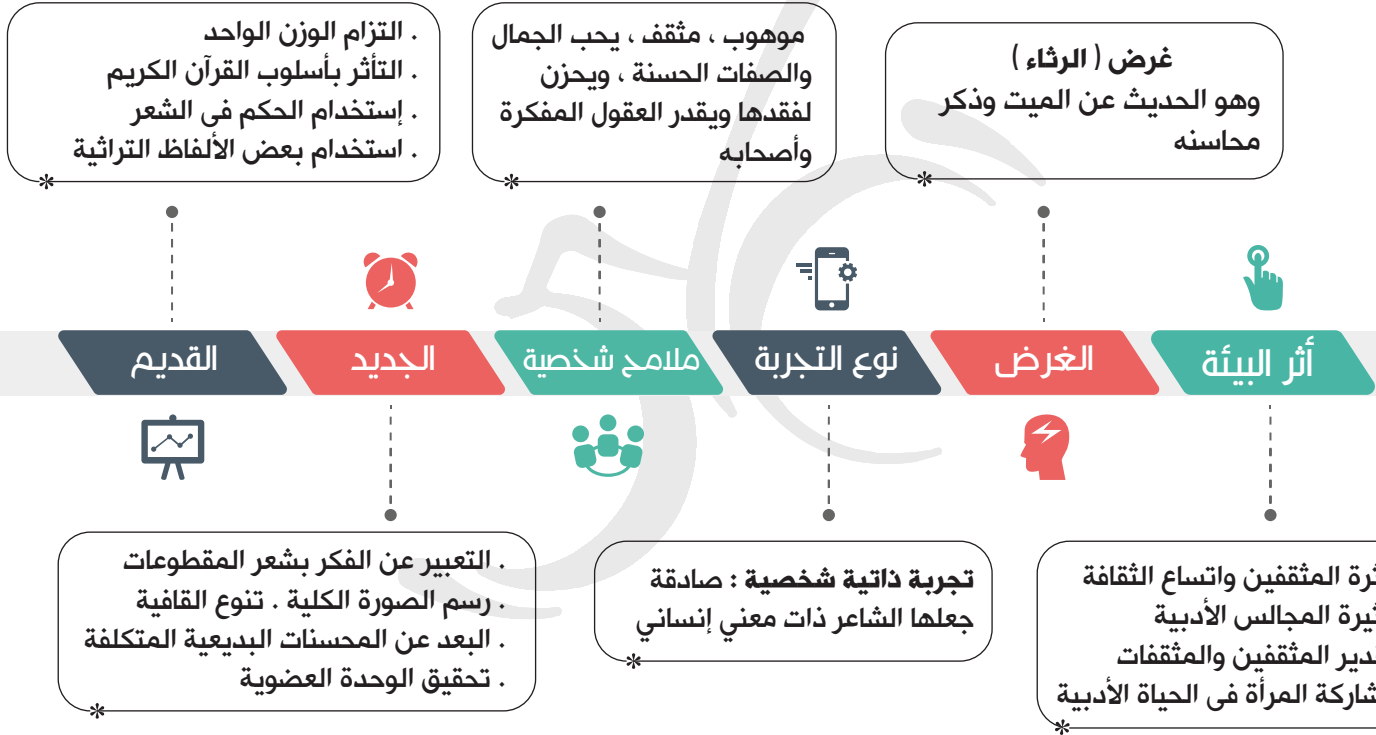 غرض ( الرثاء )
وهو الحديث عن الميت وذكر
محاسنه
موهوب ، مثقف ، يحب الجمال
والصفات الحسنة ، ويحزن
لفقدها ويقدر العقول المفكرة
وأصحابه
. التزام الوزن الواحد
. التأثر بأسلوب القرآن الكريم
. إستخدام الحكم فى الشعر
. استخدام بعض الألفاظ التراثية
أثر البيئة
الغرض
نوع التجربة
ملامح شخصية
الجديد
القديم
المثقفين واتساع الثقافة
المجالس الأدبية
المثقفين والمثقفات
المرأة فى الحياة الأدبية
تجربة ذاتية شخصية : صادقة
جعلها الشاعر ذات معني إنساني
. التعبير عن الفكر بشعر المقطوعات
. رسم الصورة الكلية . تنوع القافية
. البعد عن المحسنات البديعية المتكلفة
. تحقيق الوحدة العضوية